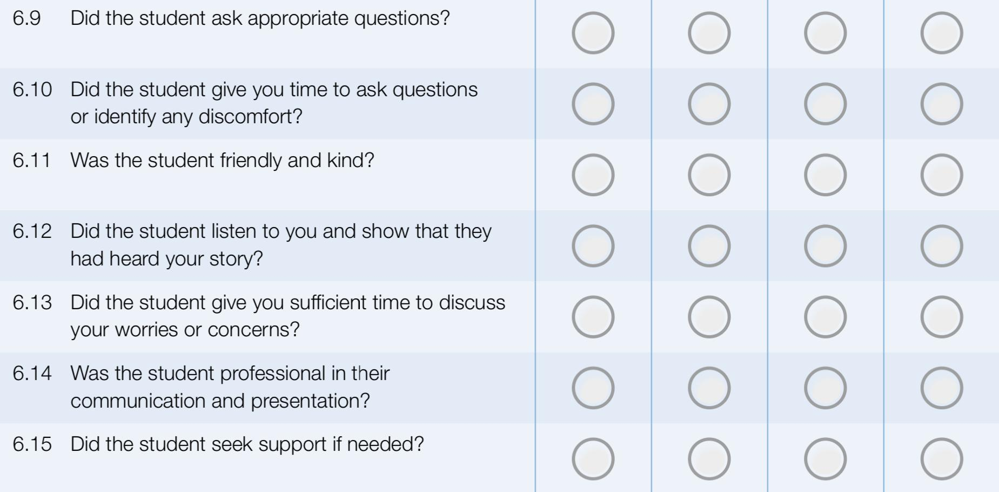 6.9 Did the student ask appropriate questions?
6.10 Did the student give you time to ask questions
or identify any discomfort?
6.11 Was the student friendly and kind?
6.12 Did the student listen to you and show that they
had heard your story?
6.13 Did the student give you sufficient time to discuss
your worries or concerns?
6.14 Was the student professional in their
communication and presentation?
6.15 Did the student seek support if needed?